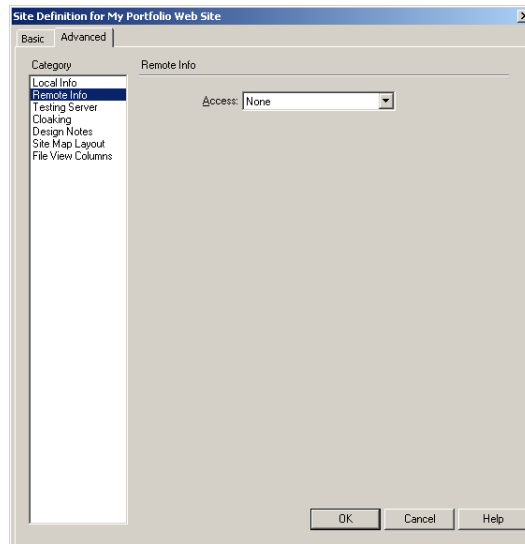 Site Definition for My Portfolio Web Site
Basic Advanced
Category Remote Info
Local Info
Remote Info
Access: None
Testing Server
Cloaking
Design Notes
Site Map Layout
File View Columns
OK Cancel Help